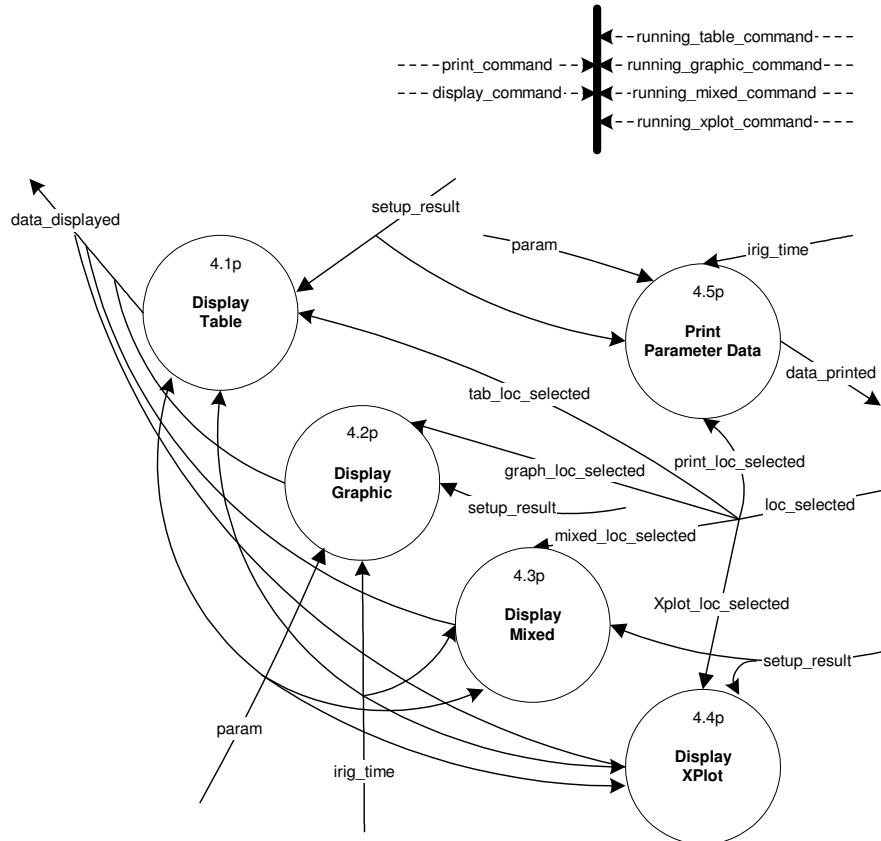 running_table_command
print_command
running_graphic_command
display_command
running_mixed_command
running_xplot_command
data_displayed
setup_result
param
irig_time
4.1p
Display
Table
4.5p
Print
Parameter Data
data_printed
tab_loc_selected
4.2p
Display
Graphic
graph_loc_selected
print_loc_selected
setup_result
loc_selected
mixed_loc_selected
4.3p
Display
Mixed
Xplot_loc_selected
setup_result
4.4p
Display
XPlot
param
irig_time